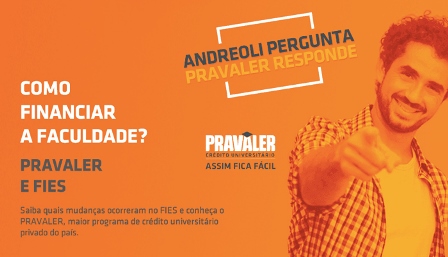 ANDREOLI PERGUNTA
PRAVALER RESPONDE
COMO
FINANCIAR
A FACULDADE?
PRAVALER
E FIES
Saiba quais mudanças ocorreram no FIES e conheça o
PRAVALER, maior programa de crédito universitário
privado do país.
PRAVALER
CRÉDITO UNIVERSITÁRIO
ASSIM FICA FÁCIL